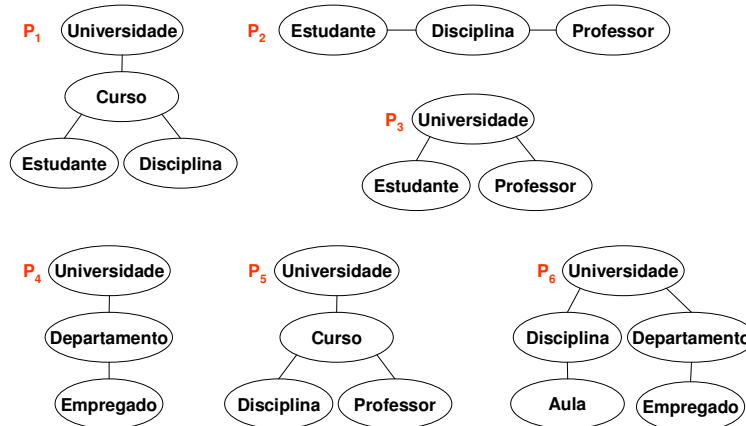 P1 Universidade
Curso
Estudante Disciplina
P2 Estudante Disciplina Professor
P3 Universidade
Estudante Professor
P4 Universidade
Departamento
Empregado
P5 Universidade
Curso
Disciplina Professor
P6 Universidade
Disciplina Departamento
Aula Empregado